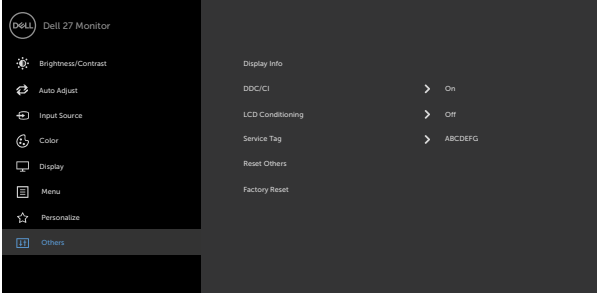 DELL
Dell 27 Monitor
Brightness/Contrast
Auto Adjust
Input Source
Color
Display
Menu
Personalize
Others
Display Info
DDC/CI On
LCD Conditioning Off
Service Tag ABCDEFG
Reset Others
Factory Reset